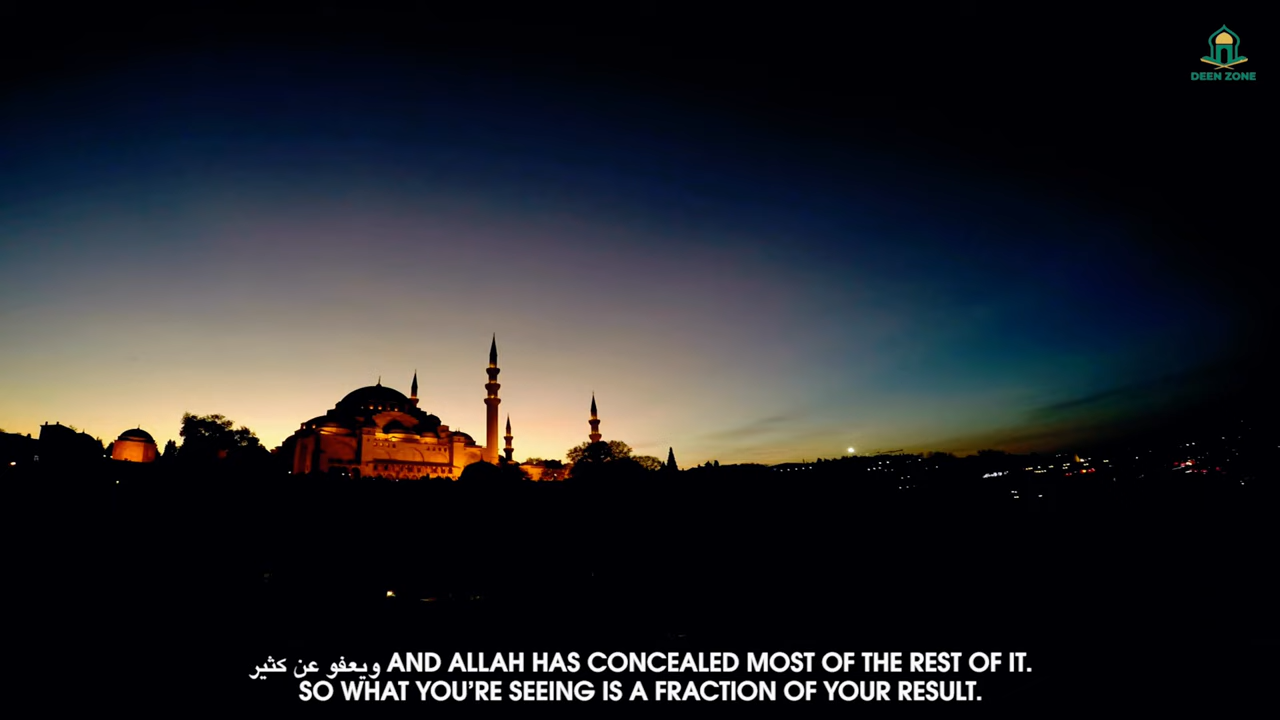 DEEN ZONE
ويعفو عن كثير AND ALLAH HAS CONCEALED MOST OF THE REST OF IT.
SO WHAT YOU'RE SEEING IS A FRACTION OF YOUR RESULT.